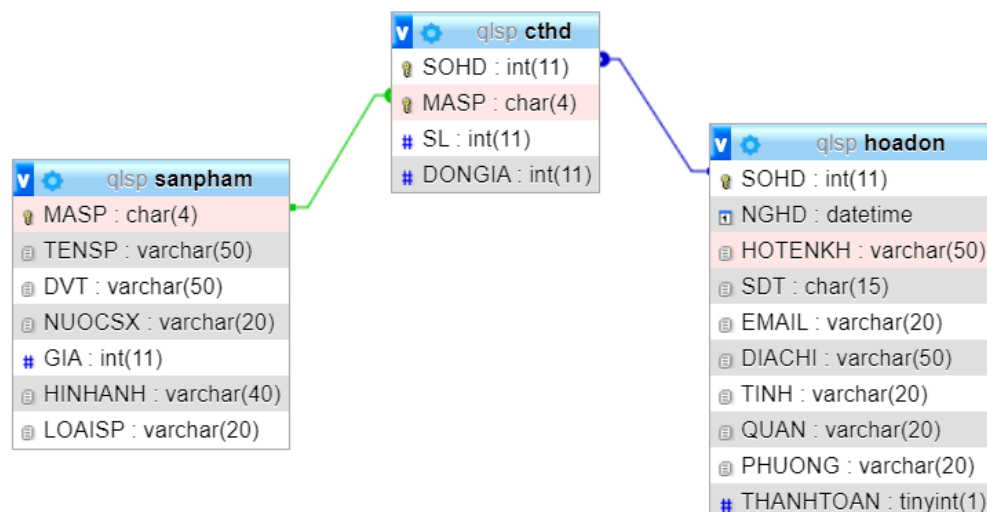 qlsp cthd
SOHD : int(11)
MASP : char(4)
SL : int(11)
DONGIA : int(11)
qlsp sanpham
MASP : char(4)
TENSP : varchar(50)
DVT : varchar(50)
NUOCSX : varchar(20)
GIA : int(11)
HINHANH : varchar(40)
LOAISP : varchar(20)
qlsp hoadon
SOHD : int(11)
NGHD : datetime
HOTENKH : varchar(50)
SDT : char(15)
EMAIL : varchar(20)
DIACHI : varchar(50)
TINH : varchar(20)
QUAN : varchar(20)
PHUONG : varchar(20)
THANHTOAN : tinyint(1)